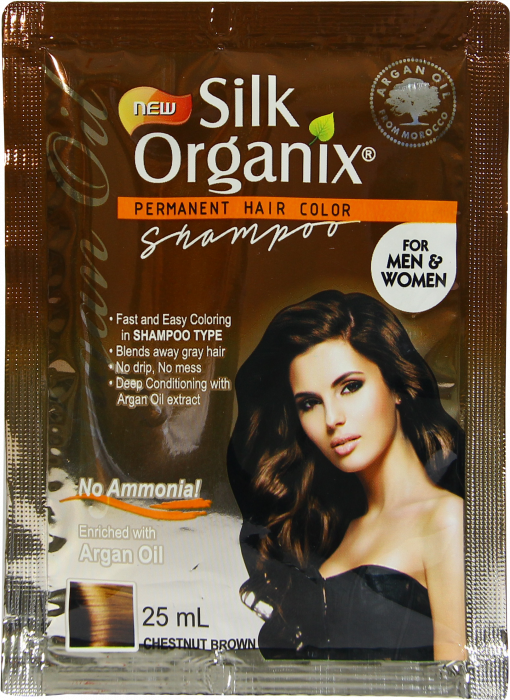 NEW
Silk
Organix®
ARGAN OIL
FROM MOROCCO
PERMANENT HAIR COLOR
shampoo
FOR
MEN &
WOMEN
• Fast and Easy Coloring
in SHAMPOO TYPE
• Blends away gray hair
• No drip, No mess
• Deep Conditioning with
Argan Oil extract
No Ammonia!
Enriched with
Argan Oil
25 mL
CHESTNUT BROWN
Argan Oil